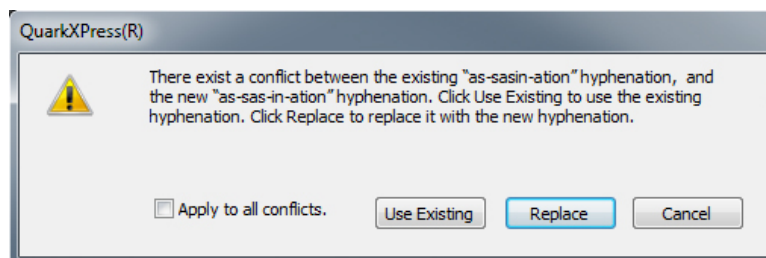 QuarkXPress(R)
There exist a conflict between the existing “as-sasin-ation” hyphenation, and
the new “as-sas-in-ation” hyphenation. Click Use Existing to use the existing
hyphenation. Click Replace to replace it with the new hyphenation.
Apply to all conflicts. Use Existing Replace Cancel